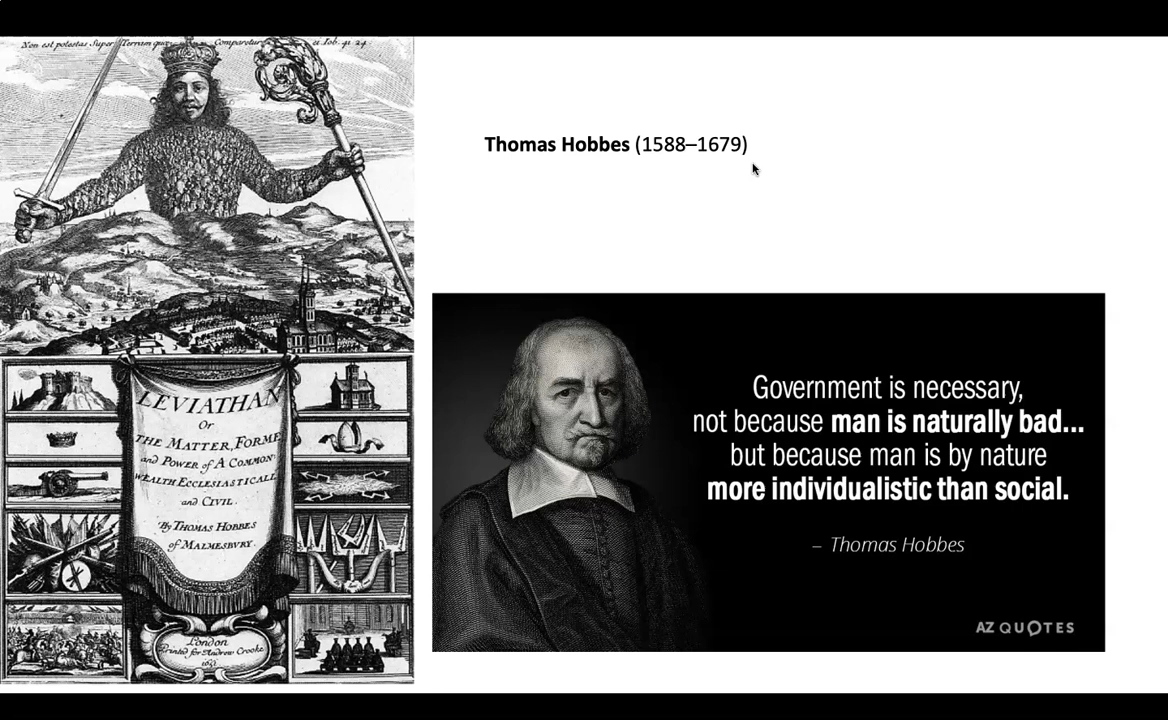 Non est potestas Super Terram quae Comparetur ei Iob. 41. 24
Thomas Hobbes (1588–1679)
LEVIATHAN
Or
THE MATTER, FORME
and POWER of A COMMON
WEALTH ECCLESIASTICALL
and CIVIL.
By THOMAS HOBBES
of MALMESBURY.
London
Printed for Andrew Crooke
1651
Government is necessary,
not because man is naturally bad...
but because man is by nature
more individualistic than social.
– Thomas Hobbes
AZ QUOTES